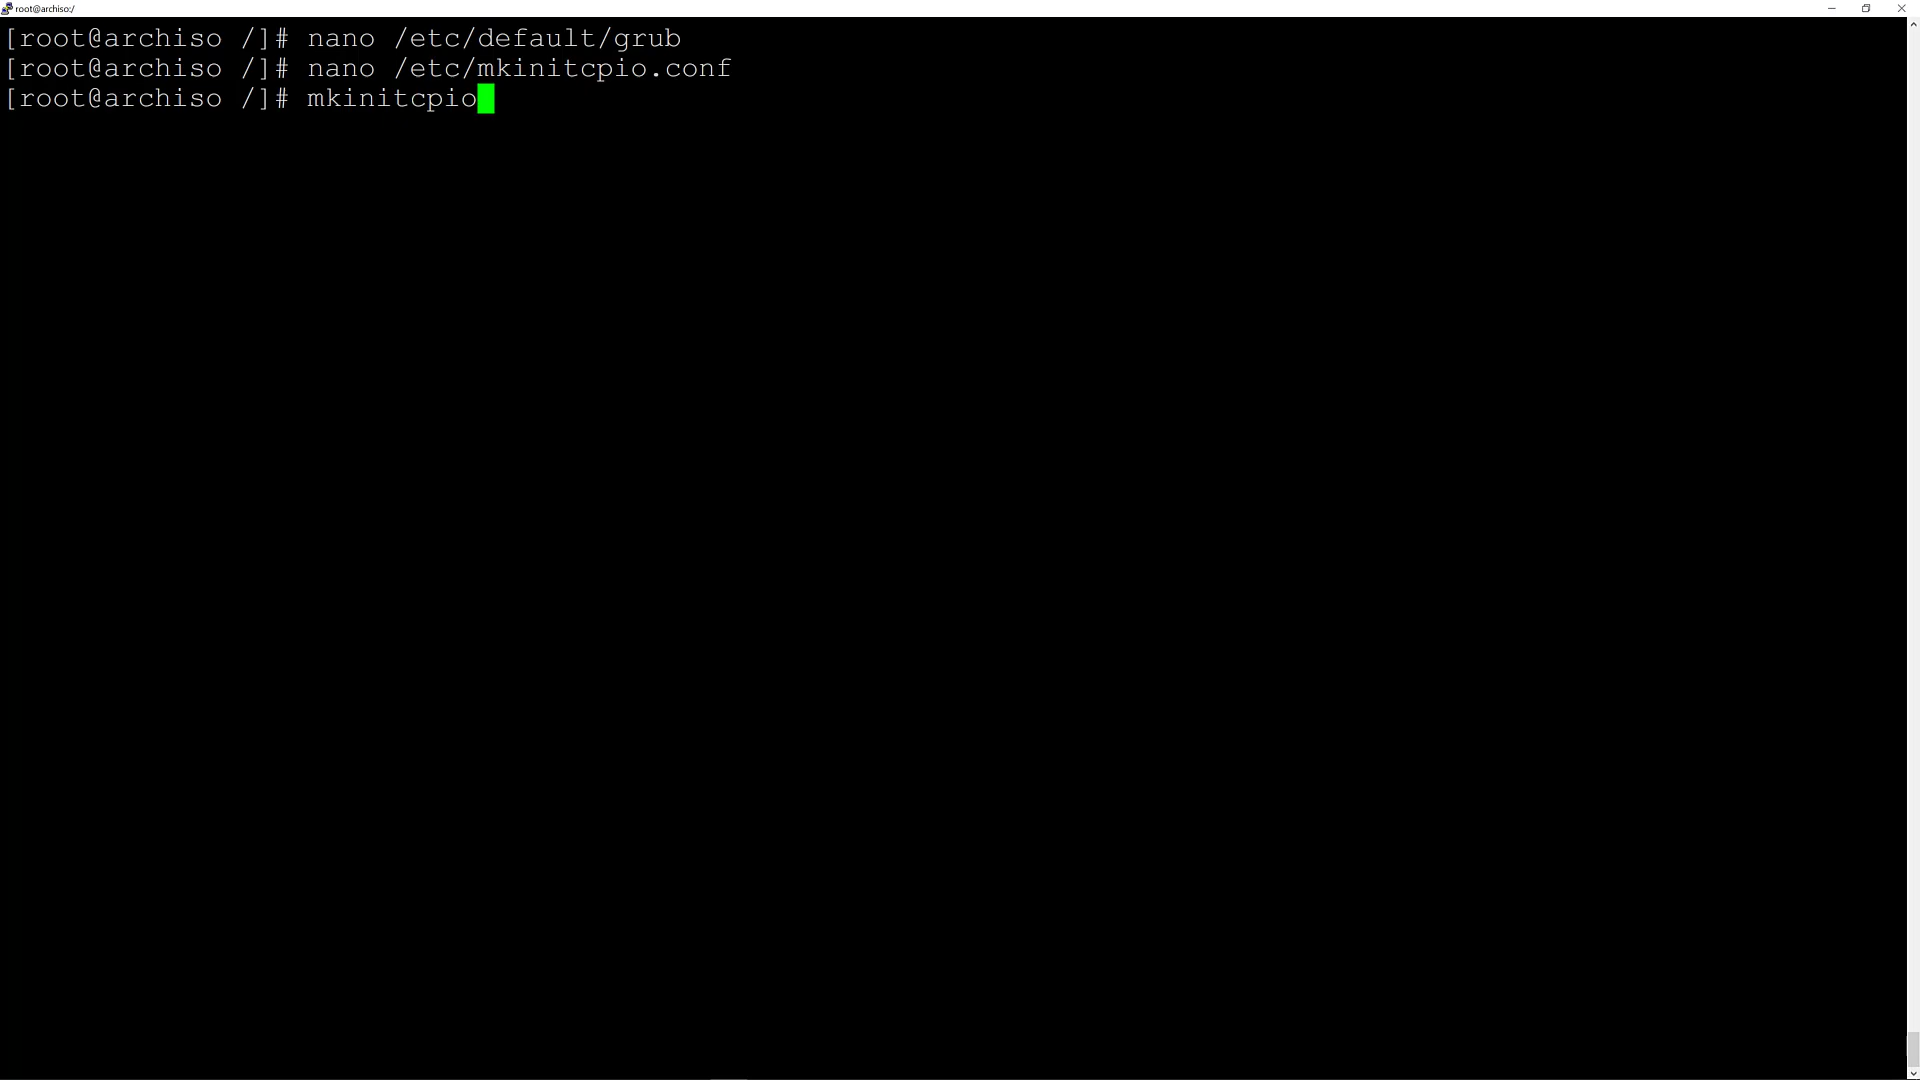 root@archiso:/
[root@archiso /]# nano /etc/default/grub
[root@archiso /]# nano /etc/mkinitcpio.conf
[root@archiso /]# mkinitcpio